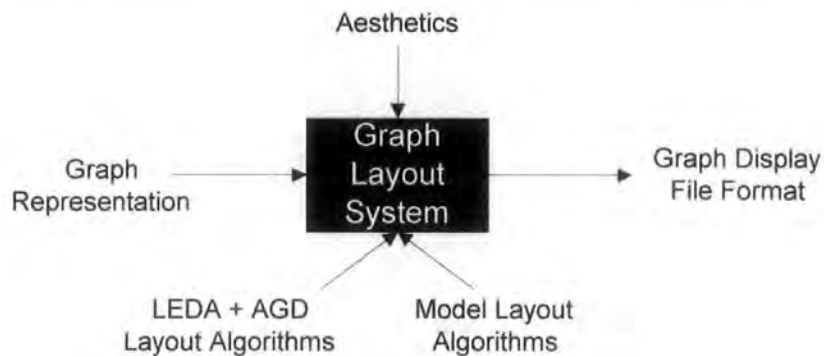 Aesthetics
Graph
Layout
System
Graph
Representation
Graph Display
File Format
LEDA + AGD
Layout Algorithms
Model Layout
Algorithms